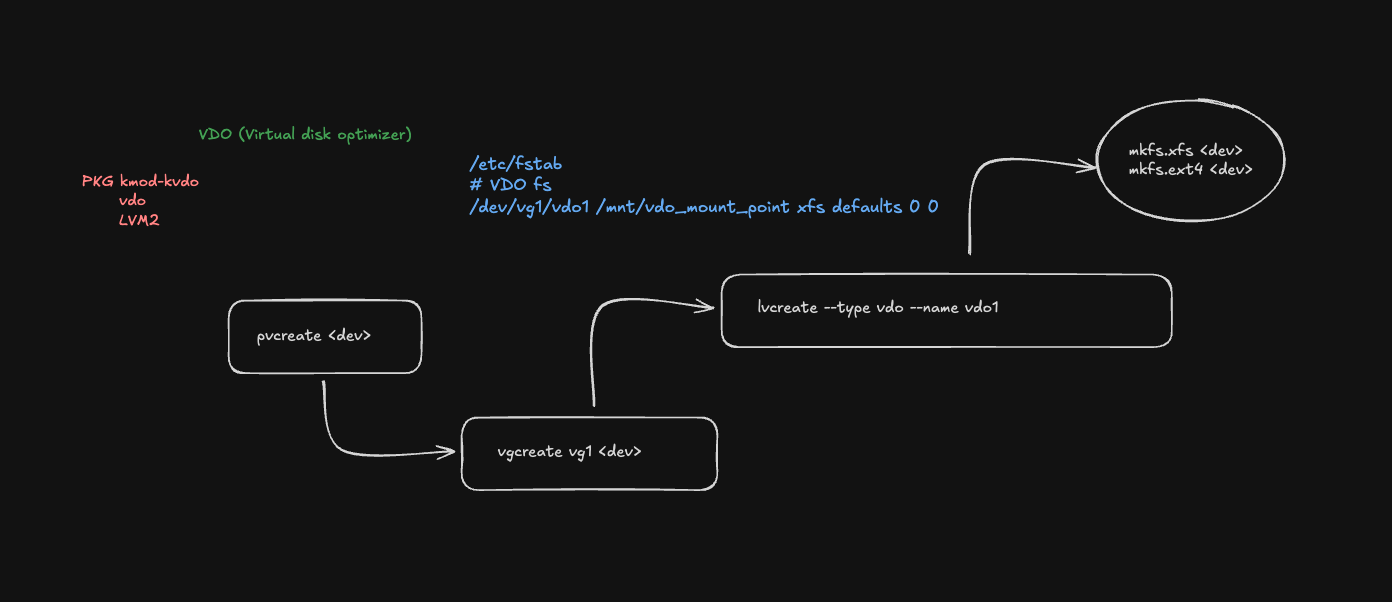 VDO (Virtual disk optimizer)
PKG kmod-kvdo
vdo
LVM2
/etc/fstab
# VDO fs
/dev/vg1/vdo1 /mnt/vdo_mount_point xfs defaults 0 0
mkfs.xfs <dev>
mkfs.ext4 <dev>
lvcreate --type vdo --name vdo1
pvcreate <dev>
vgcreate vg1 <dev>